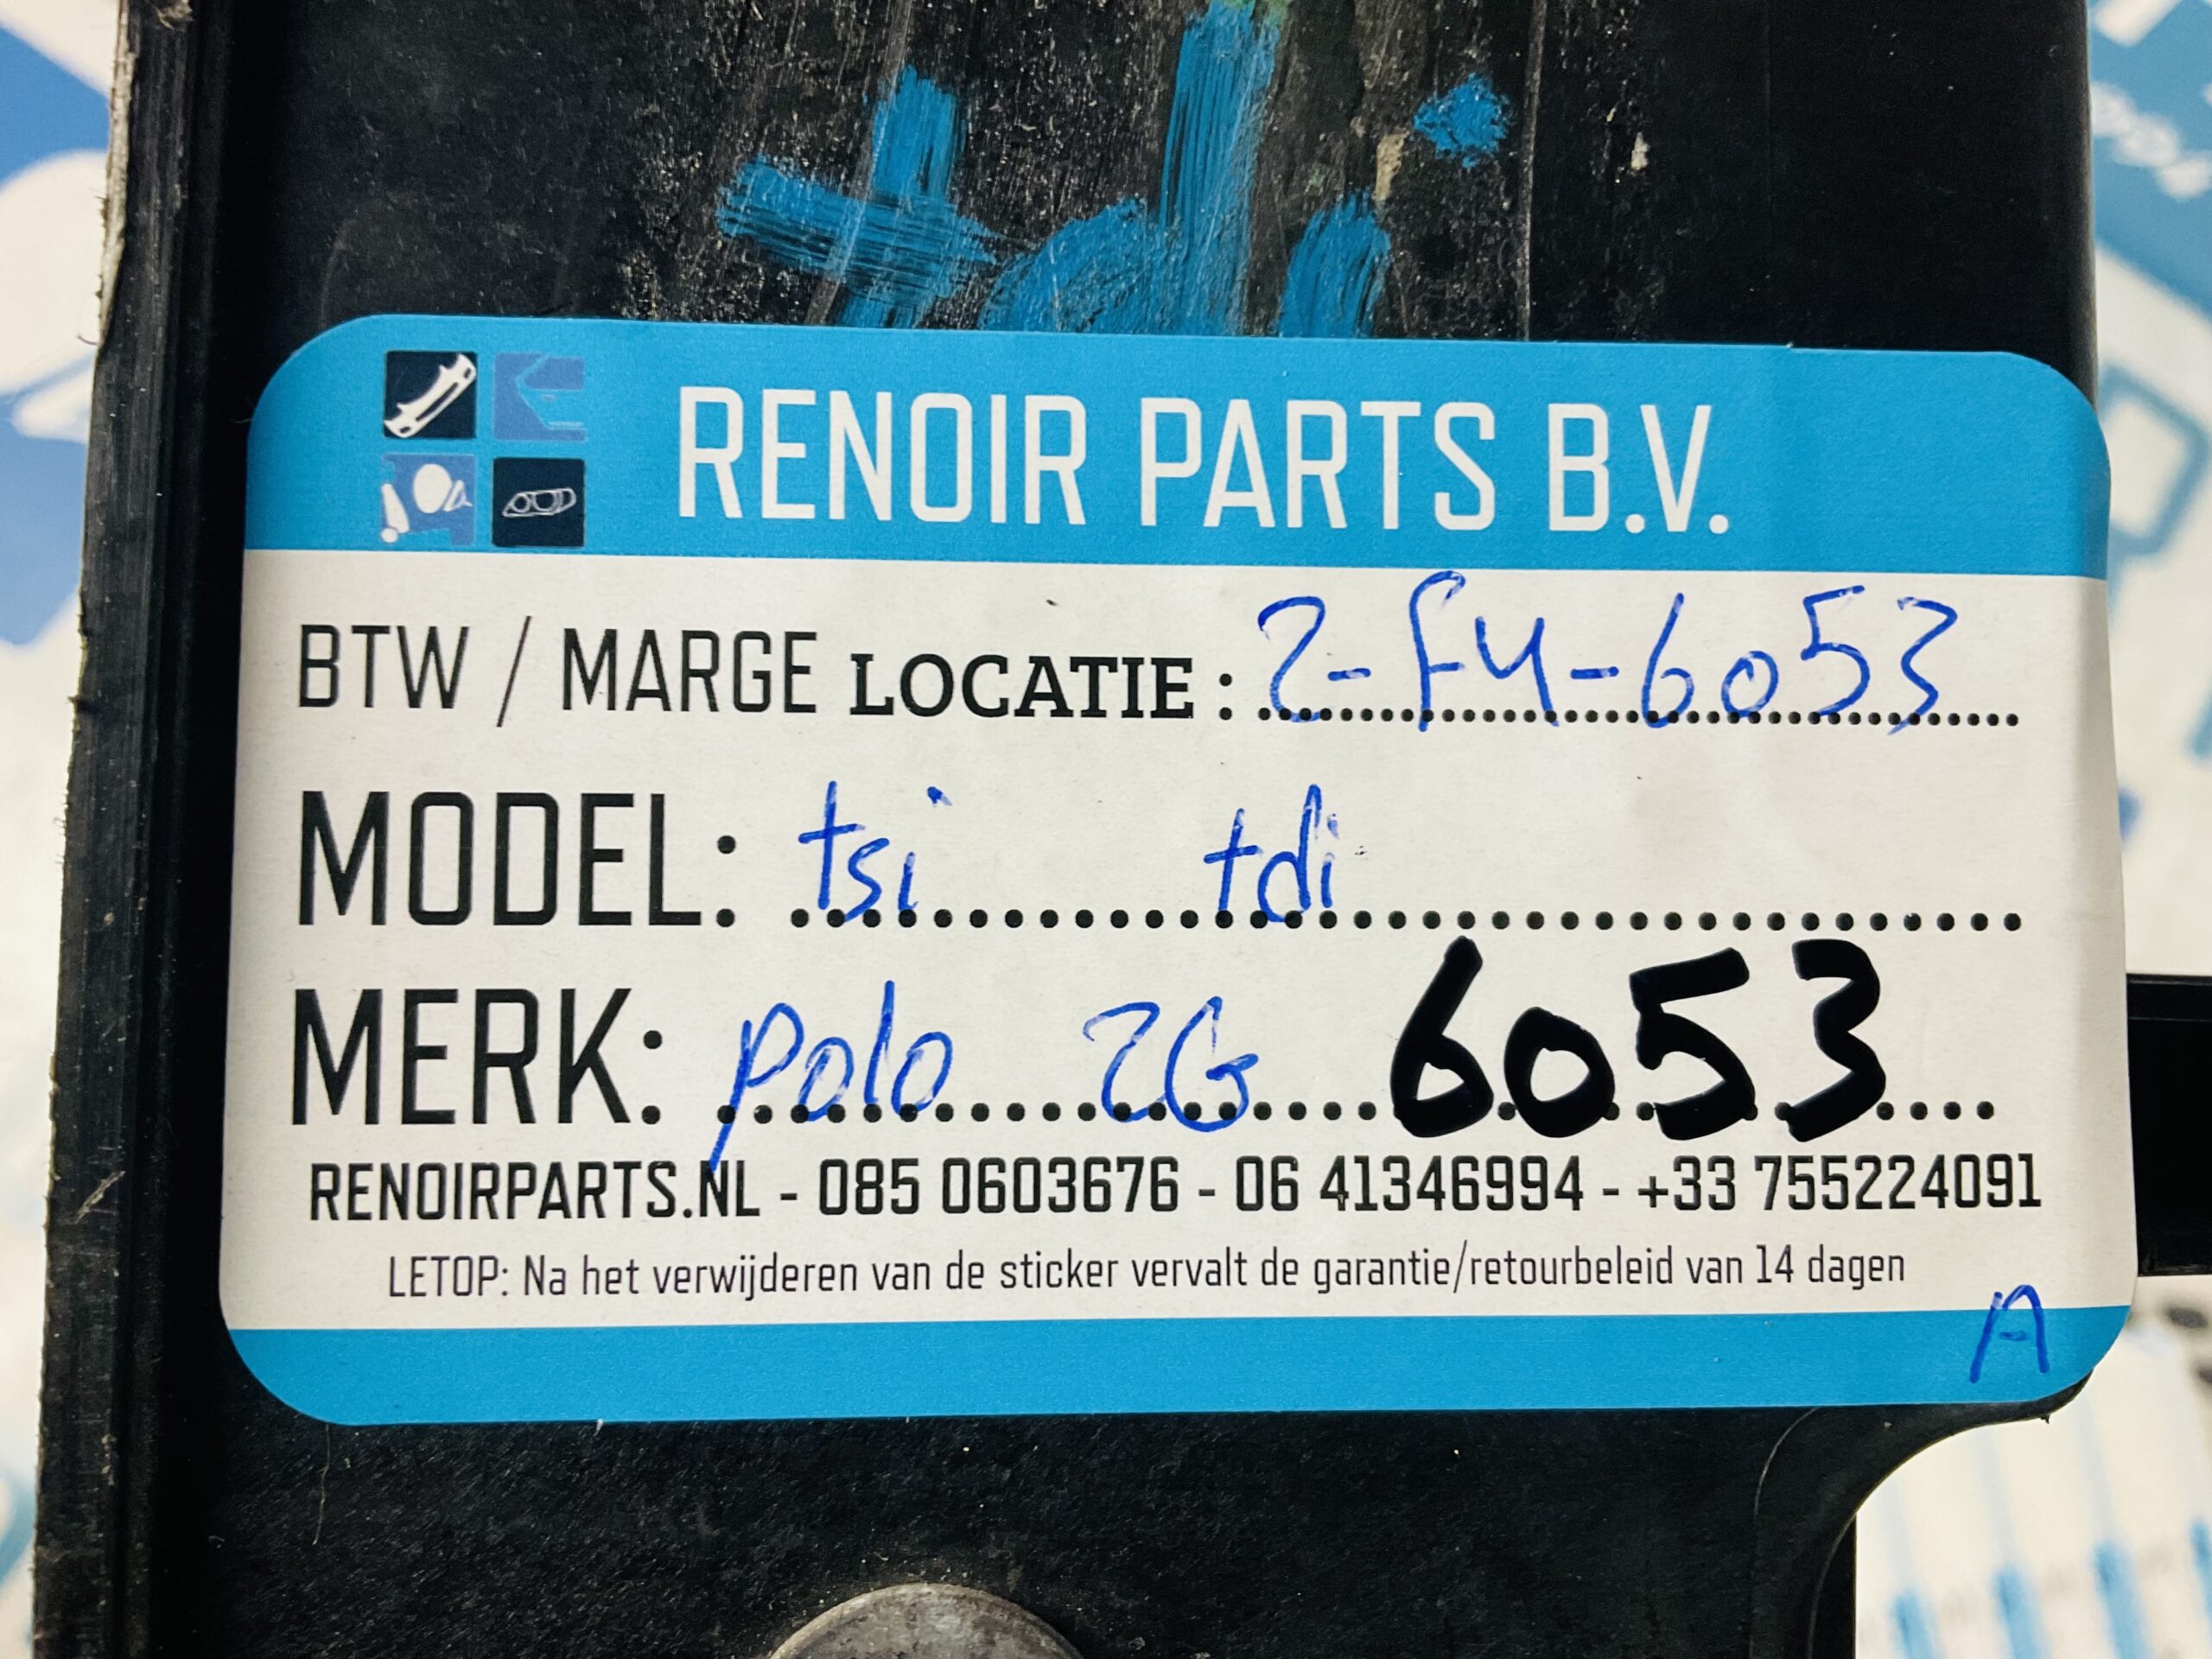 tdi
RENOIR PARTS B.V.
BTW / MARGE LOCATIE : 2-F4-6053
MODEL: tsi tdi
MERK: polo 2G 6053
RENOIRPARTS.NL - 085 0603676 - 06 41346994 - +33 755224091
LETOP: Na het verwijderen van de sticker vervalt de garantie/retourbeleid van 14 dagen
A